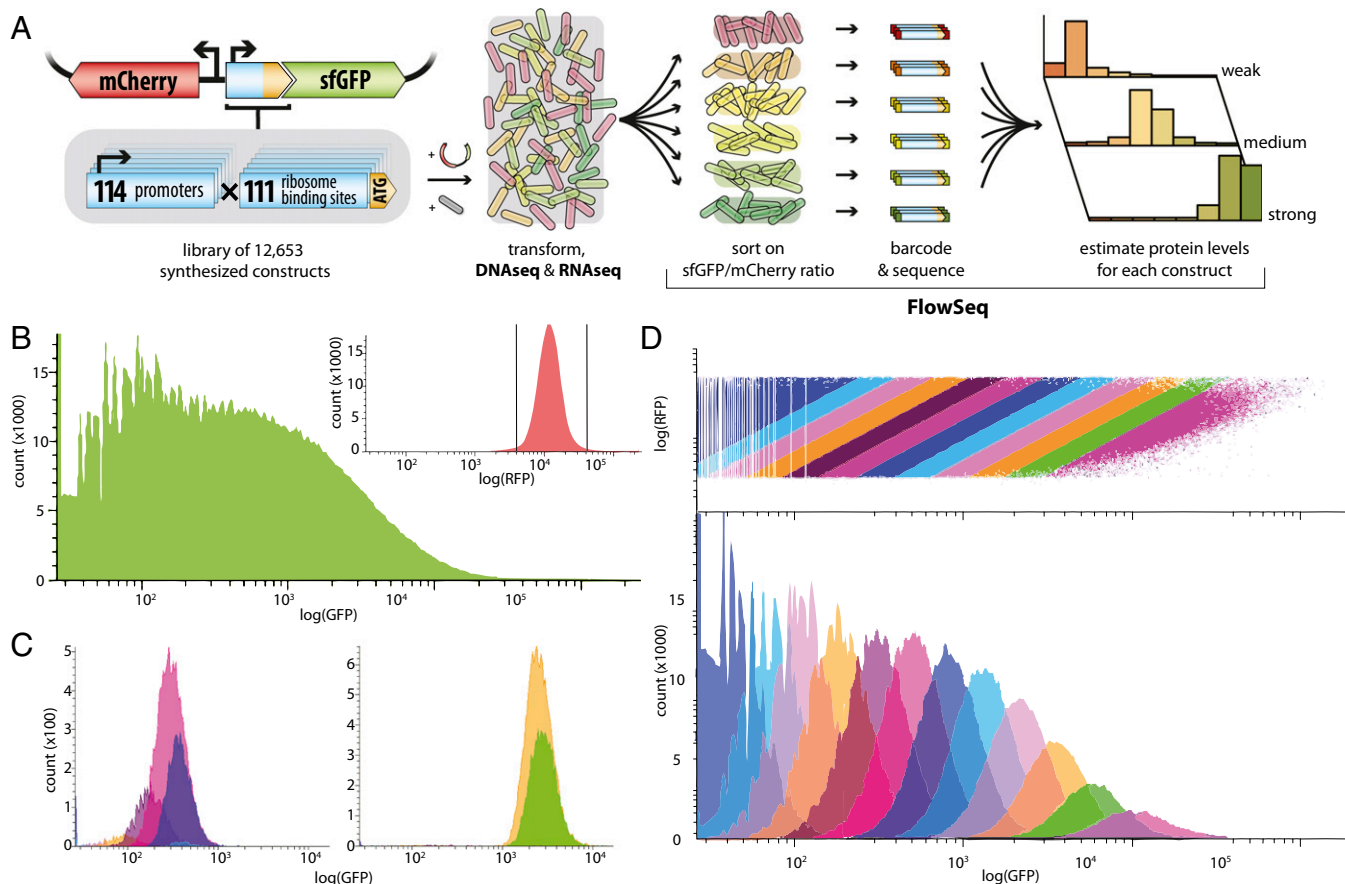 A
mCherry
sfGFP
114 promoters
×
111 ribosome
binding sites
ATG
+
+
weak
medium
strong
library of 12,653
synthesized constructs
transform,
DNAseq & RNAseq
sort on
sfGFP/mCherry ratio
barcode
& sequence
estimate protein levels
for each construct
FlowSeq
B
count (x1000)
15
10
5
0
10²
10³
10⁴
10⁵
log(GFP)
count (x1000)
15
10
5
0
10²
10³
10⁴
10⁵
log(RFP)
C
count (x100)
5
4
3
2
1
0
10²
10³
10⁴
log(GFP)
6
5
4
3
2
1
0
10²
10³
10⁴
log(GFP)
D
log(RFP)
count (x1000)
15
10
5
0
10²
10³
10⁴
10⁵
log(GFP)